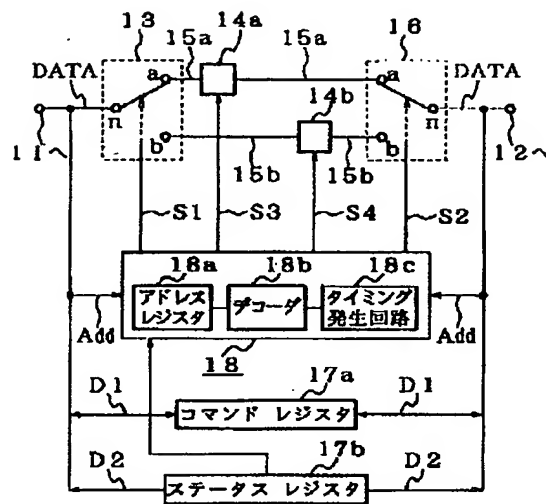 13
14a
15a
15a
16
DATA
a
a
DATA
n
14b
n
11
b
b
12
15b
15b
S1
S3
S4
S2
18a
18b
18c
アドレス
レジスタ
デコーダ
タイミング
発生回路
Add
18
Add
D1
17a
D1
コマンド レジスタ
D2
17b
D2
ステータス レジスタ